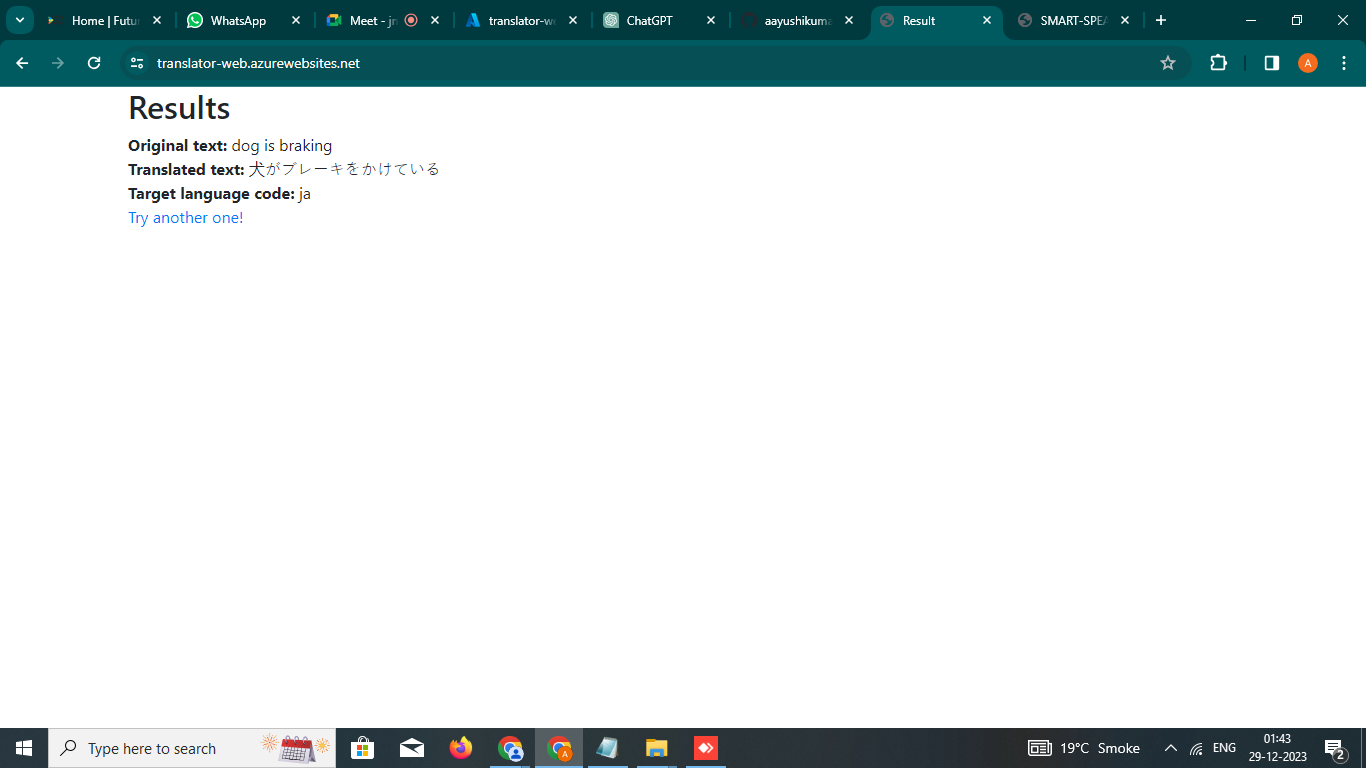 Home | Futur
WhatsApp
Meet - jn
translator-we
ChatGPT
aayushikuma
Result
SMART-SPEA
translator-web.azurewebsites.net
A
Results
Original text: dog is braking
Translated text: 犬がブレーキをかけている
Target language code: ja
Try another one!
Type here to search
A
19°C Smoke
ENG
01:43
29-12-2023
2